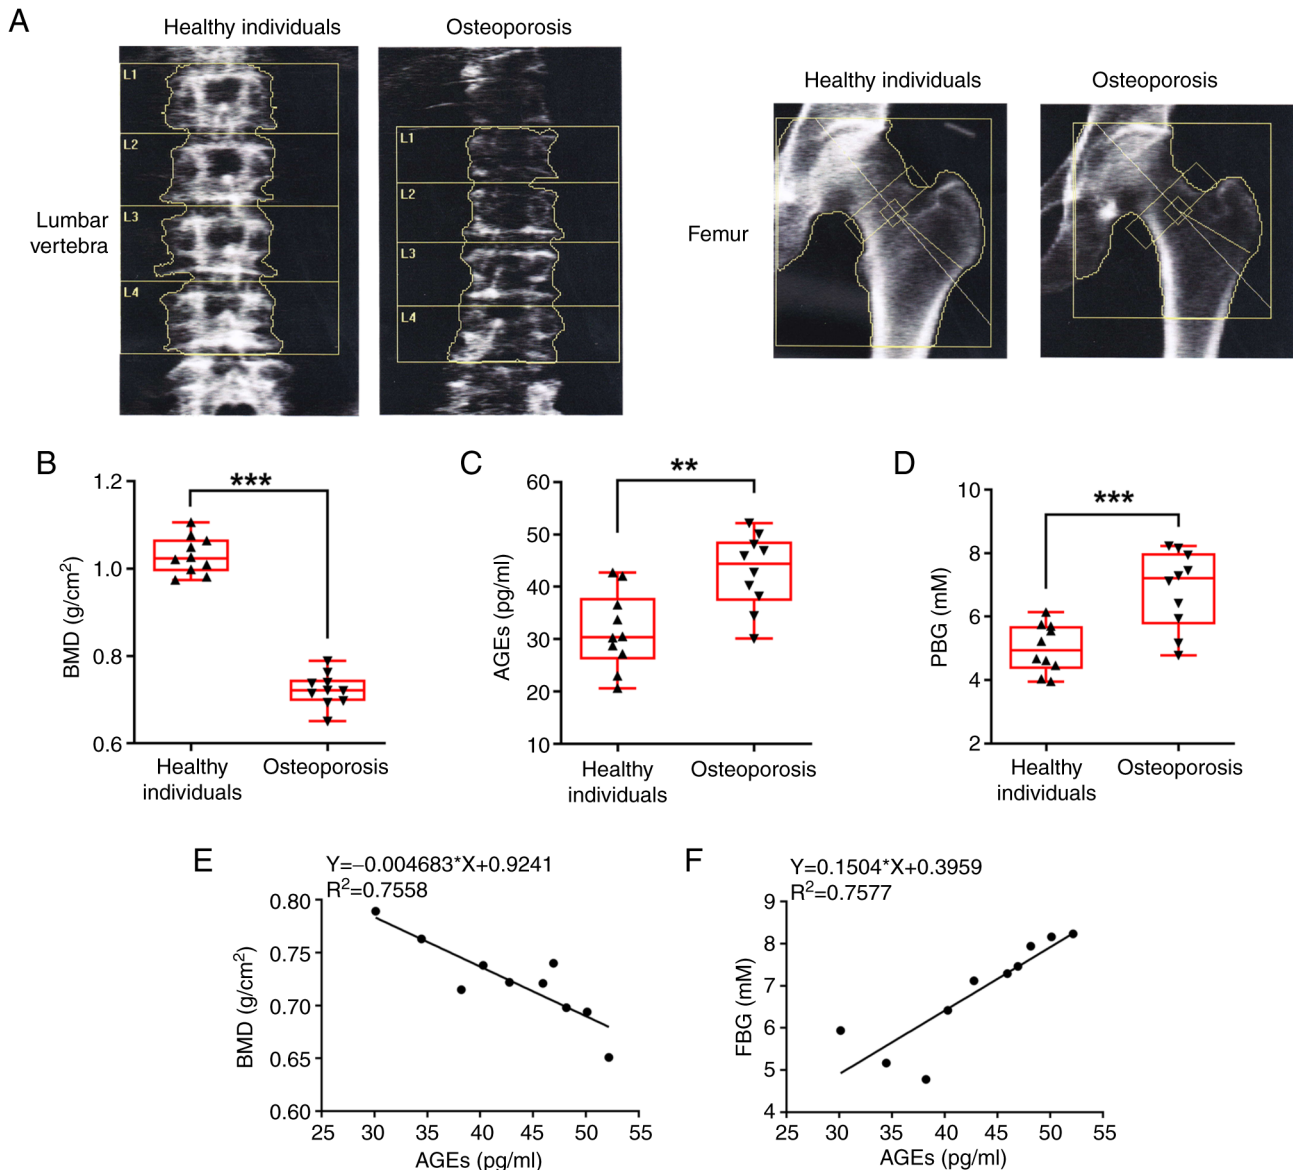 A
Healthy individuals
Osteoporosis
Lumbar
vertebra
L1
L2
L3
L4
L1
L2
L3
L4
Healthy individuals
Osteoporosis
Femur
B
BMD (g/cm²)
1.2
1.0
0.8
0.6
***
Healthy
individuals
Osteoporosis
C
AGEs (pg/ml)
60
50
40
30
20
10
**
Healthy
individuals
Osteoporosis
D
PBG (mM)
10
8
6
4
2
***
Healthy
individuals
Osteoporosis
E
Y=−0.004683*X+0.9241
R²=0.7558
BMD (g/cm²)
0.80
0.75
0.70
0.65
0.60
25 30 35 40 45 50 55
AGEs (pg/ml)
F
Y=0.1504*X+0.3959
R²=0.7577
FBG (mM)
9
8
7
6
5
4
25 30 35 40 45 50 55
AGEs (pg/ml)